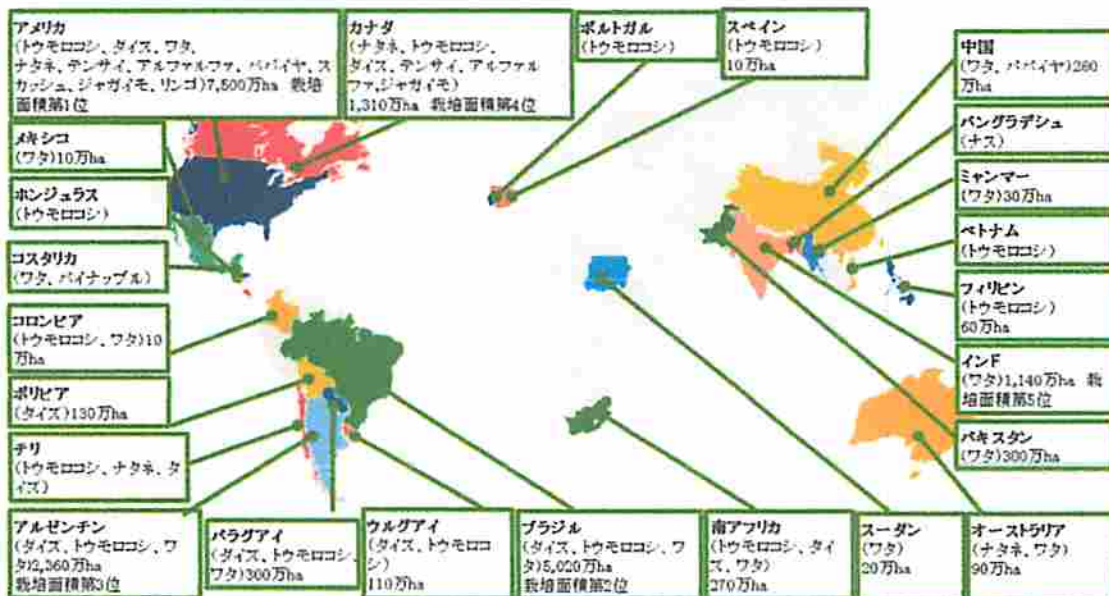 アメリカ
(トウモロコシ、ダイズ、ワタ、
ナタネ、テンサイ、アルファルファ、パパイヤ、ス
カッシュ、ジャガイモ、リンゴ)7,500万ha 栽培
面積第1位
カナダ
(ナタネ、トウモロコシ、
ダイズ、テンサイ、アルファル
ファ,ジャガイモ)
1,310万ha 栽培面積第4位
ポルトガル
(トウモロコシ)
スペイン
(トウモロコシ)
10万ha
中国
(ワタ、パパイヤ)280
万ha
メキシコ
(ワタ)10万ha
バングラデシュ
(ナス)
ホンジュラス
(トウモロコシ)
ミャンマー
(ワタ)30万ha
コスタリカ
(ワタ、パイナップル)
ベトナム
(トウモロコシ)
コロンビア
(トウモロコシ、ワタ)10
万ha
フィリピン
(トウモロコシ)
60万ha
ボリビア
(ダイズ)130万ha
インド
(ワタ)1,140万ha 栽
培面積第5位
チリ
(トウモロコシ、ナタネ、ダ
イズ)
パキスタン
(ワタ)300万ha
アルゼンチン
(ダイズ、トウモロコシ、ワ
タ)2,360万ha
栽培面積第3位
パラグアイ
(ダイズ、トウモロコシ、
ワタ)300万ha
ウルグアイ
(ダイズ、トウモロコ
シ)
110万ha
ブラジル
(ダイズ、トウモロコシ、ワ
タ)5,020万ha
栽培面積第2位
南アフリカ
(トウモロコシ、ダイ
ズ、ワタ)
270万ha
スーダン
(ワタ)
20万ha
オーストラリア
(ナタネ、ワタ)
90万ha